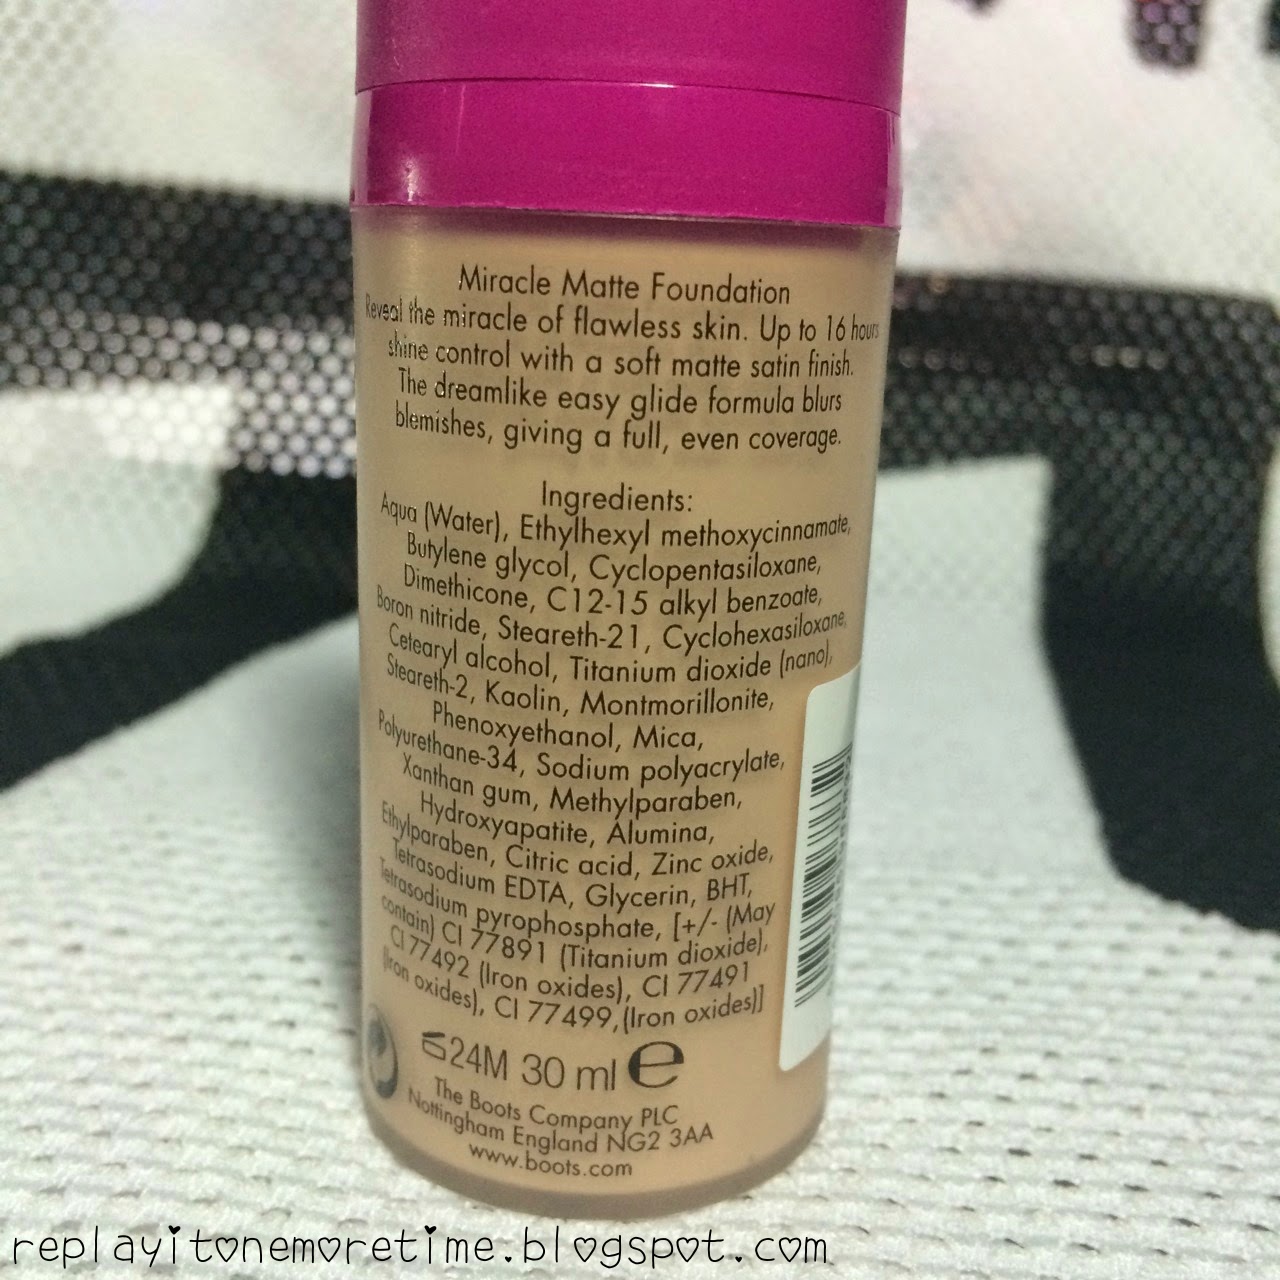 Miracle Matte Foundation
Reveal the miracle of flawless skin. Up to 16 hours
shine control with a soft matte satin finish.
The dreamlike easy glide formula blurs
blemishes, giving a full, even coverage.
Ingredients:
Aqua (Water), Ethylhexyl methoxycinnamate,
Butylene glycol, Cyclopentasiloxane,
Dimethicone, C12-15 alkyl benzoate,
Boron nitride, Steareth-21, Cyclohexasiloxane,
Cetearyl alcohol, Titanium dioxide (nano),
Steareth-2, Kaolin, Montmorillonite,
Phenoxyethanol, Mica,
Polyurethane-34, Sodium polyacrylate,
Xanthan gum, Methylparaben,
Hydroxyapatite, Alumina,
Ethylparaben, Citric acid, Zinc oxide,
Tetrasodium EDTA, Glycerin, BHT,
Tetrasodium pyrophosphate, [+/- (May
contain) CI 77891 (Titanium dioxide),
CI 77492 (Iron oxides), CI 77491
(Iron oxides), CI 77499,(Iron oxides)]
24M 30 ml e
The Boots Company PLC
Nottingham England NG2 3AA
www.boots.com
replayitonemoretime.blogspot.com